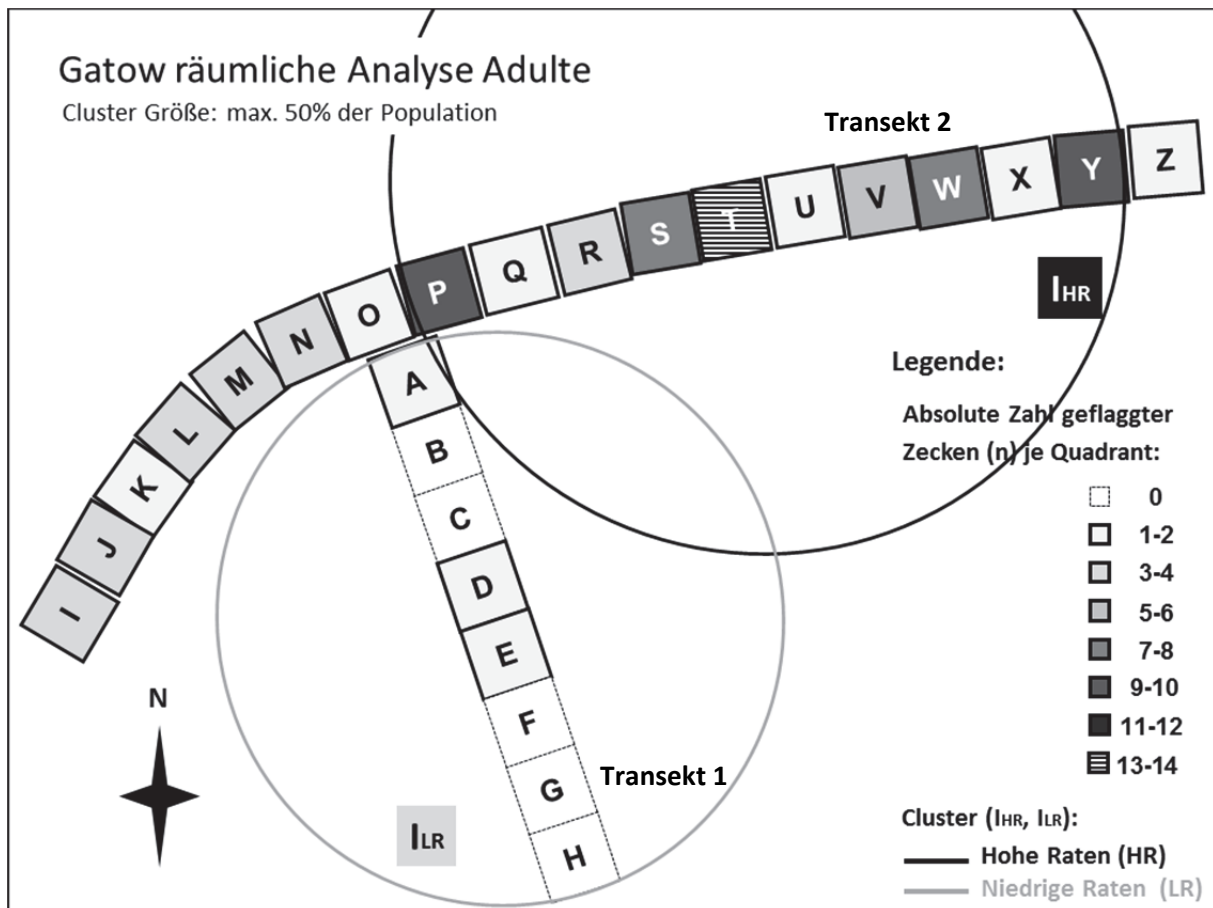 Gatow räumliche Analyse Adulte
Cluster Größe: max. 50% der Population
Transekt 2
Z
Y
X
W
V
U
T
S
R
Q
P
O
N
M
L
K
J
I
A
B
C
D
E
F
G
H
IHR
Legende:
Absolute Zahl geflaggter
Zecken (n) je Quadrant:
0
1-2
3-4
5-6
7-8
9-10
11-12
13-14
N
Transekt 1
ILR
Cluster (IHR, ILR):
Hohe Raten (HR)
Niedrige Raten (LR)